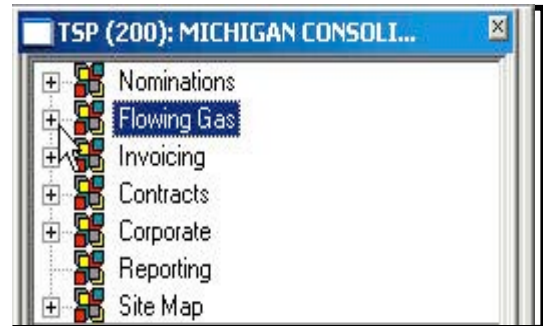 TSP (200): MICHIGAN CONSOLI...
Nominations
Flowing Gas
Invoicing
Contracts
Corporate
Reporting
Site Map